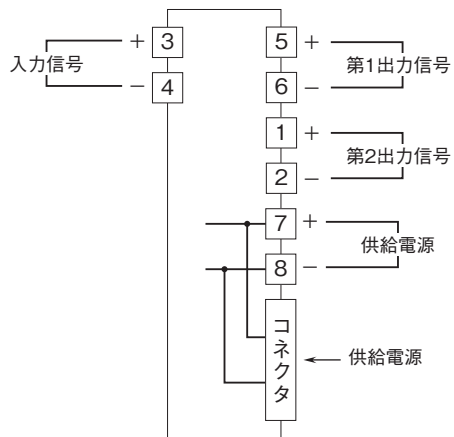 + 3
入力信号
− 4
5 +
第1出力信号
6 −
1 +
第2出力信号
2 −
7 +
供給電源
8 −
コネクタ
供給電源